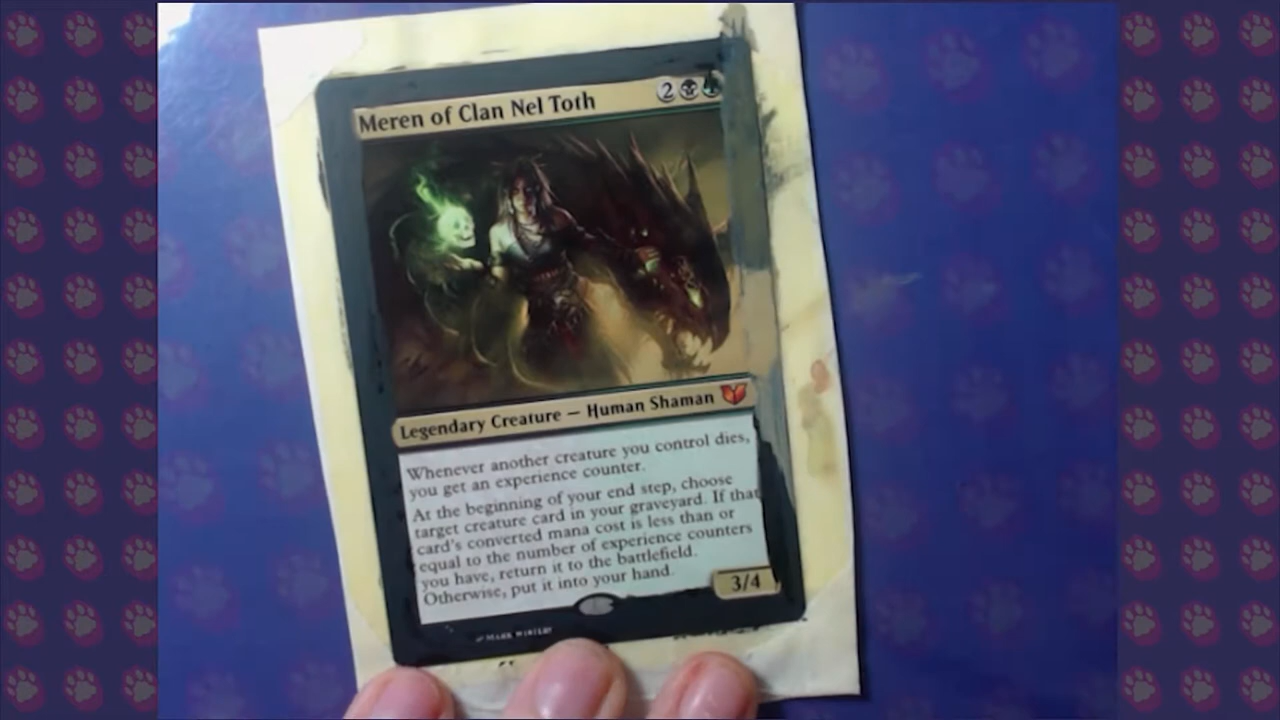 Meren of Clan Nel Toth 2
Legendary Creature — Human Shaman
Whenever another creature you control dies,
you get an experience counter.
At the beginning of your end step, choose
target creature card in your graveyard. If that
card's converted mana cost is less than or
equal to the number of experience counters
you have, return it to the battlefield.
Otherwise, put it into your hand.
3/4